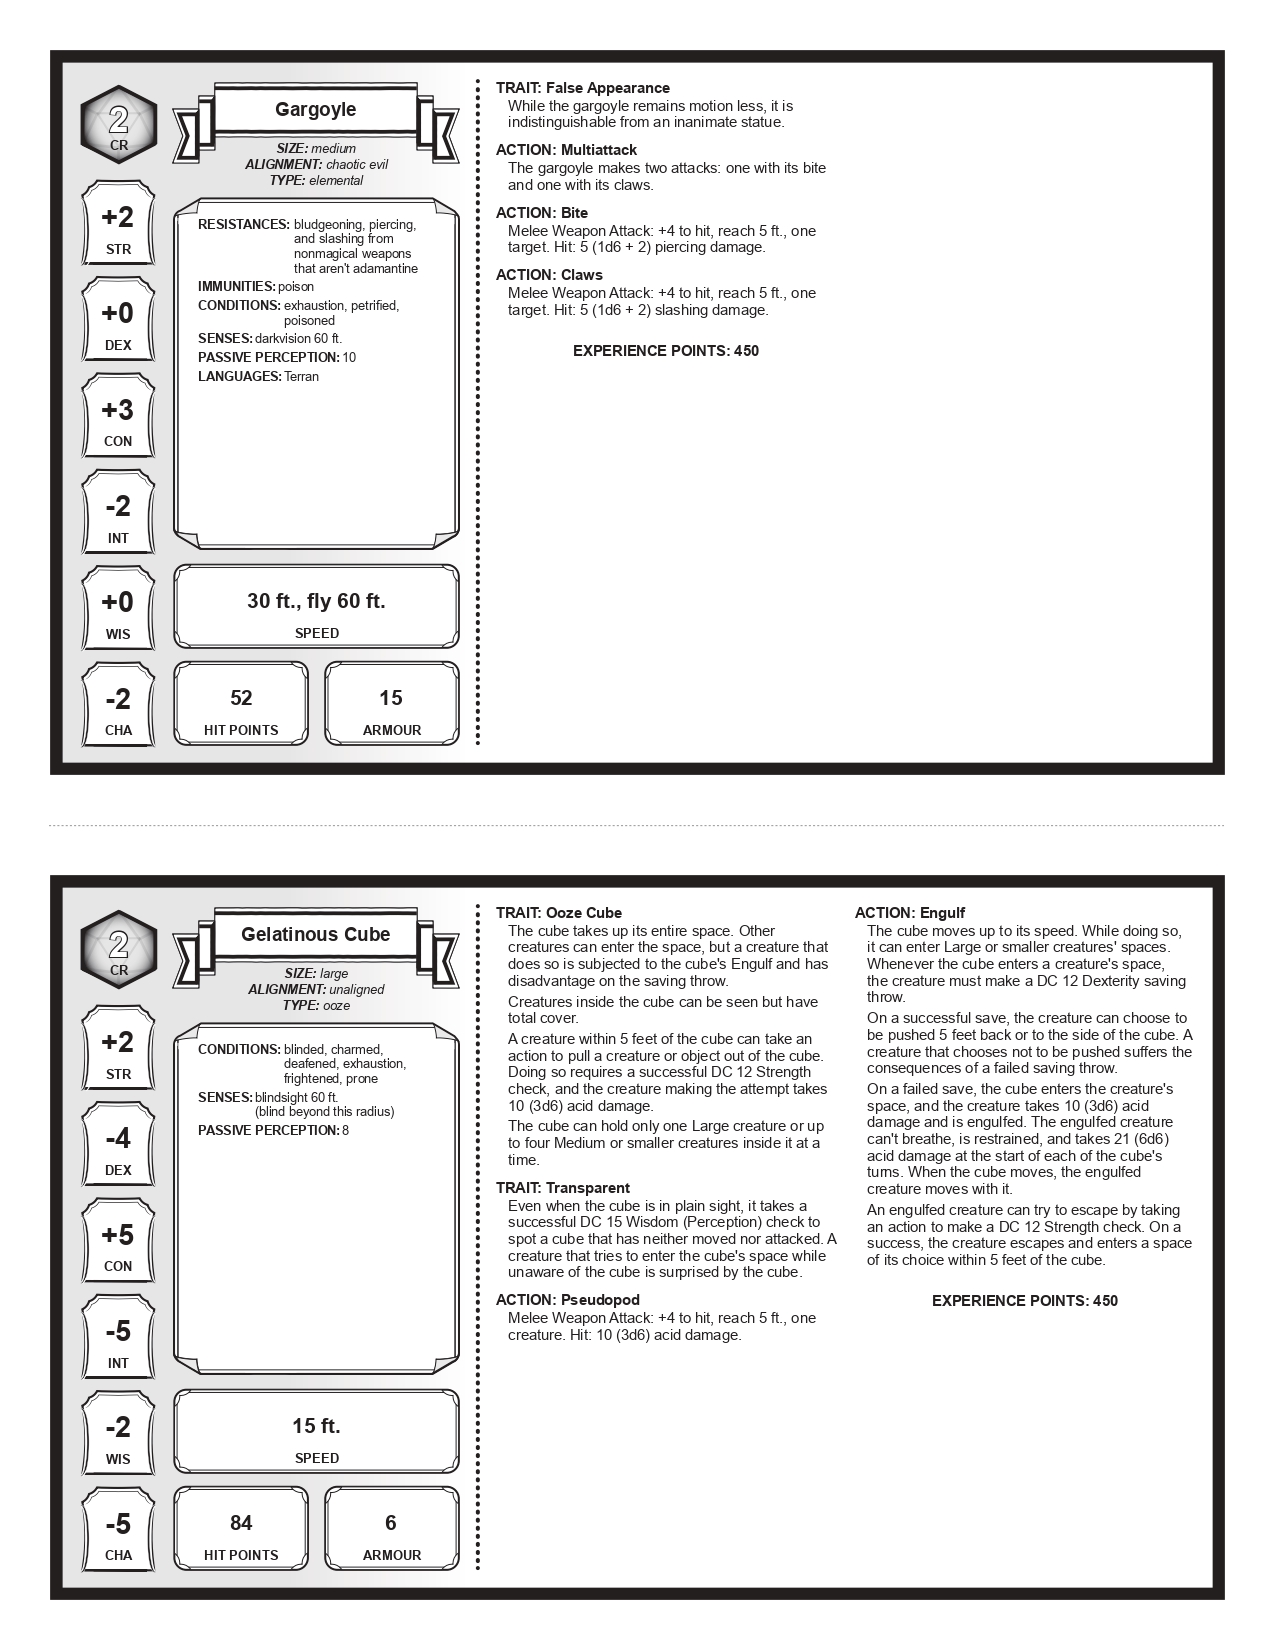 2
CR
Gargoyle
SIZE: medium
ALIGNMENT: chaotic evil
TYPE: elemental
+2
STR
+0
DEX
+3
CON
-2
INT
+0
WIS
-2
CHA
RESISTANCES: bludgeoning, piercing,
and slashing from
nonmagical weapons
that aren't adamantine
IMMUNITIES: poison
CONDITIONS: exhaustion, petrified,
poisoned
SENSES: darkvision 60 ft.
PASSIVE PERCEPTION: 10
LANGUAGES: Terran
30 ft., fly 60 ft.
SPEED
52
HIT POINTS
15
ARMOUR
TRAIT: False Appearance
While the gargoyle remains motion less, it is
indistinguishable from an inanimate statue.
ACTION: Multiattack
The gargoyle makes two attacks: one with its bite
and one with its claws.
ACTION: Bite
Melee Weapon Attack: +4 to hit, reach 5 ft., one
target. Hit: 5 (1d6 + 2) piercing damage.
ACTION: Claws
Melee Weapon Attack: +4 to hit, reach 5 ft., one
target. Hit: 5 (1d6 + 2) slashing damage.
EXPERIENCE POINTS: 450
2
CR
Gelatinous Cube
SIZE: large
ALIGNMENT: unaligned
TYPE: ooze
+2
STR
-4
DEX
+5
CON
-5
INT
-2
WIS
-5
CHA
CONDITIONS: blinded, charmed,
deafened, exhaustion,
frightened, prone
SENSES: blindsight 60 ft.
(blind beyond this radius)
PASSIVE PERCEPTION: 8
15 ft.
SPEED
84
HIT POINTS
6
ARMOUR
TRAIT: Ooze Cube
The cube takes up its entire space. Other
creatures can enter the space, but a creature that
does so is subjected to the cube's Engulf and has
disadvantage on the saving throw.
Creatures inside the cube can be seen but have
total cover.
A creature within 5 feet of the cube can take an
action to pull a creature or object out of the cube.
Doing so requires a successful DC 12 Strength
check, and the creature making the attempt takes
10 (3d6) acid damage.
The cube can hold only one Large creature or up
to four Medium or smaller creatures inside it at a
time.
TRAIT: Transparent
Even when the cube is in plain sight, it takes a
successful DC 15 Wisdom (Perception) check to
spot a cube that has neither moved nor attacked. A
creature that tries to enter the cube's space while
unaware of the cube is surprised by the cube.
ACTION: Pseudopod
Melee Weapon Attack: +4 to hit, reach 5 ft., one
creature. Hit: 10 (3d6) acid damage.
ACTION: Engulf
The cube moves up to its speed. While doing so,
it can enter Large or smaller creatures' spaces.
Whenever the cube enters a creature's space,
the creature must make a DC 12 Dexterity saving
throw.
On a successful save, the creature can choose to
be pushed 5 feet back or to the side of the cube. A
creature that chooses not to be pushed suffers the
consequences of a failed saving throw.
On a failed save, the cube enters the creature's
space, and the creature takes 10 (3d6) acid
damage and is engulfed. The engulfed creature
can't breathe, is restrained, and takes 21 (6d6)
acid damage at the start of each of the cube's
turns. When the cube moves, the engulfed
creature moves with it.
An engulfed creature can try to escape by taking
an action to make a DC 12 Strength check. On a
success, the creature escapes and enters a space
of its choice within 5 feet of the cube.
EXPERIENCE POINTS: 450